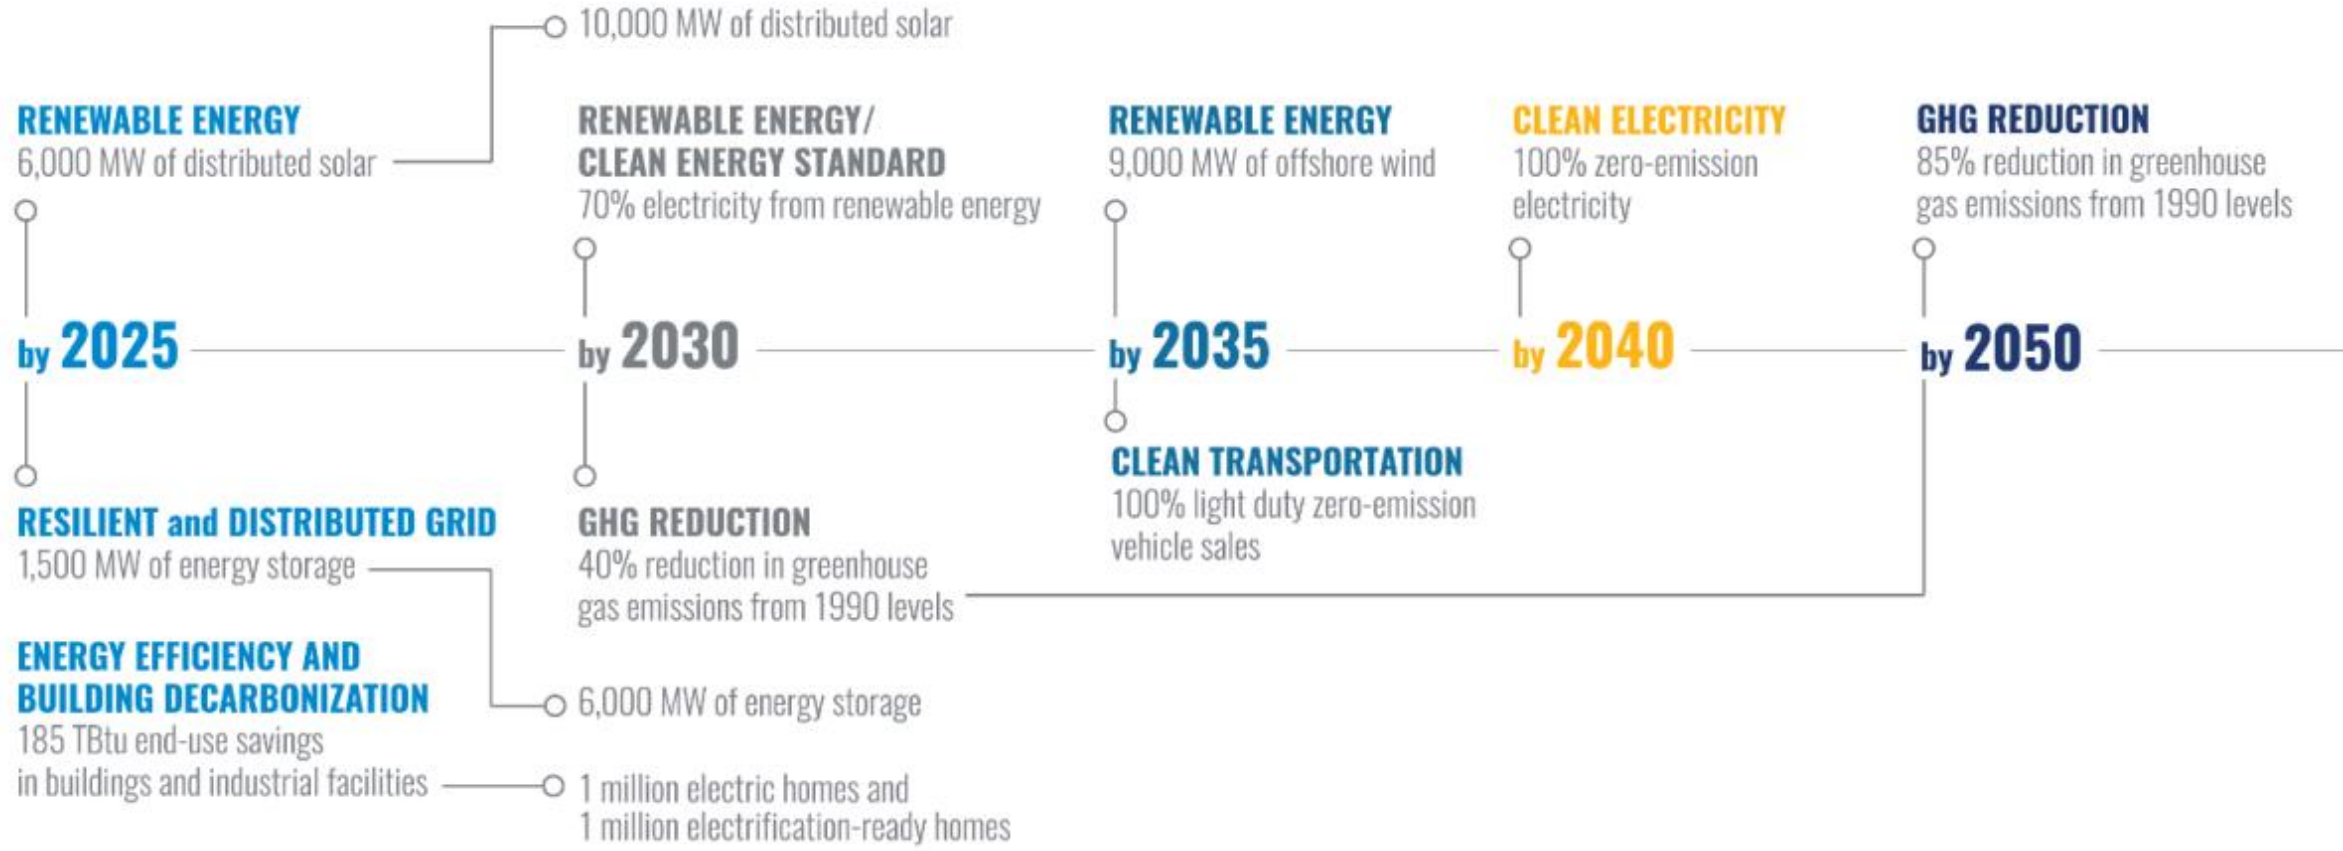 10,000 MW of distributed solar
RENEWABLE ENERGY
6,000 MW of distributed solar
RENEWABLE ENERGY/
CLEAN ENERGY STANDARD
70% electricity from renewable energy
RENEWABLE ENERGY
9,000 MW of offshore wind
CLEAN ELECTRICITY
100% zero-emission
electricity
GHG REDUCTION
85% reduction in greenhouse
gas emissions from 1990 levels
by 2025
by 2030
by 2035
by 2040
by 2050
RESILIENT and DISTRIBUTED GRID
1,500 MW of energy storage
ENERGY EFFICIENCY AND
BUILDING DECARBONIZATION
185 TBtu end-use savings
in buildings and industrial facilities
GHG REDUCTION
40% reduction in greenhouse
gas emissions from 1990 levels
6,000 MW of energy storage
1 million electric homes and
1 million electrification-ready homes
CLEAN TRANSPORTATION
100% light duty zero-emission
vehicle sales